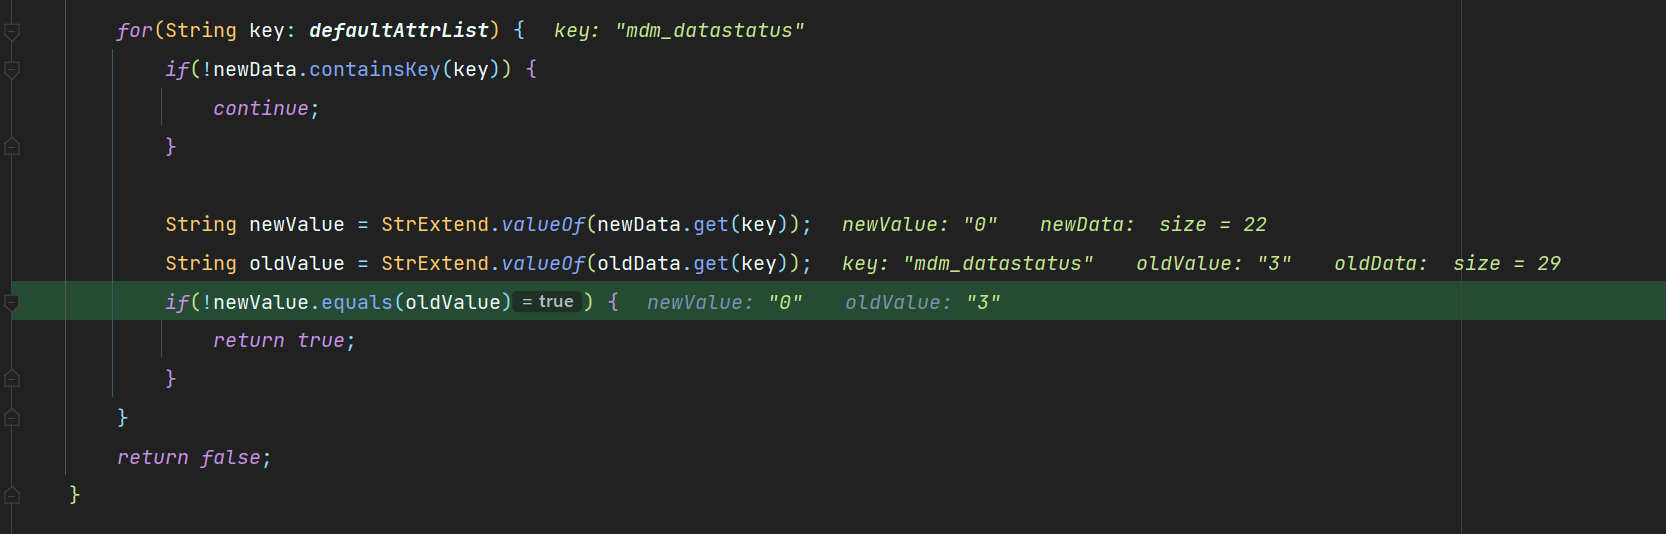 for(String key: defaultAttrList) {  key: "mdm_datastatus"
if(!newData.containsKey(key)) {
continue;
}
String newValue = StrExtend.valueOf(newData.get(key));  newValue: "0"  newData:  size = 22
String oldValue = StrExtend.valueOf(oldData.get(key));  key: "mdm_datastatus"  oldValue: "3"  oldData:  size = 29
if(!newValue.equals(oldValue) = true ) {  newValue: "0"  oldValue: "3"
return true;
}
}
return false;
}